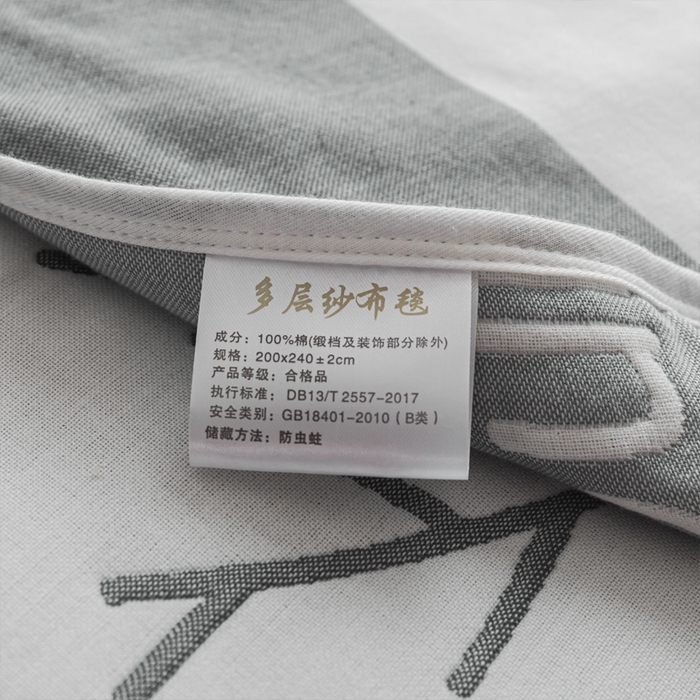 多层纱布毯
成分：100%棉(缎档及装饰部分除外)
规格：200x240±2cm
产品等级：合格品
执行标准：DB13/T 2557-2017
安全类别：GB18401-2010（B类）
储藏方法：防虫蛀